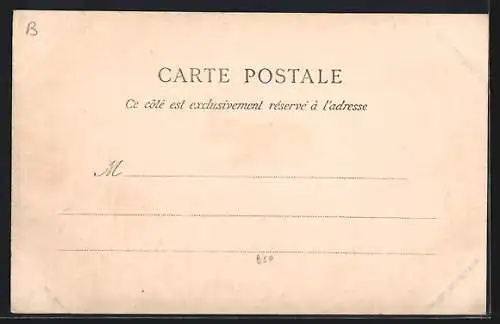 B
CARTE POSTALE
Ce côté est exclusivement réservé à l'adresse
M